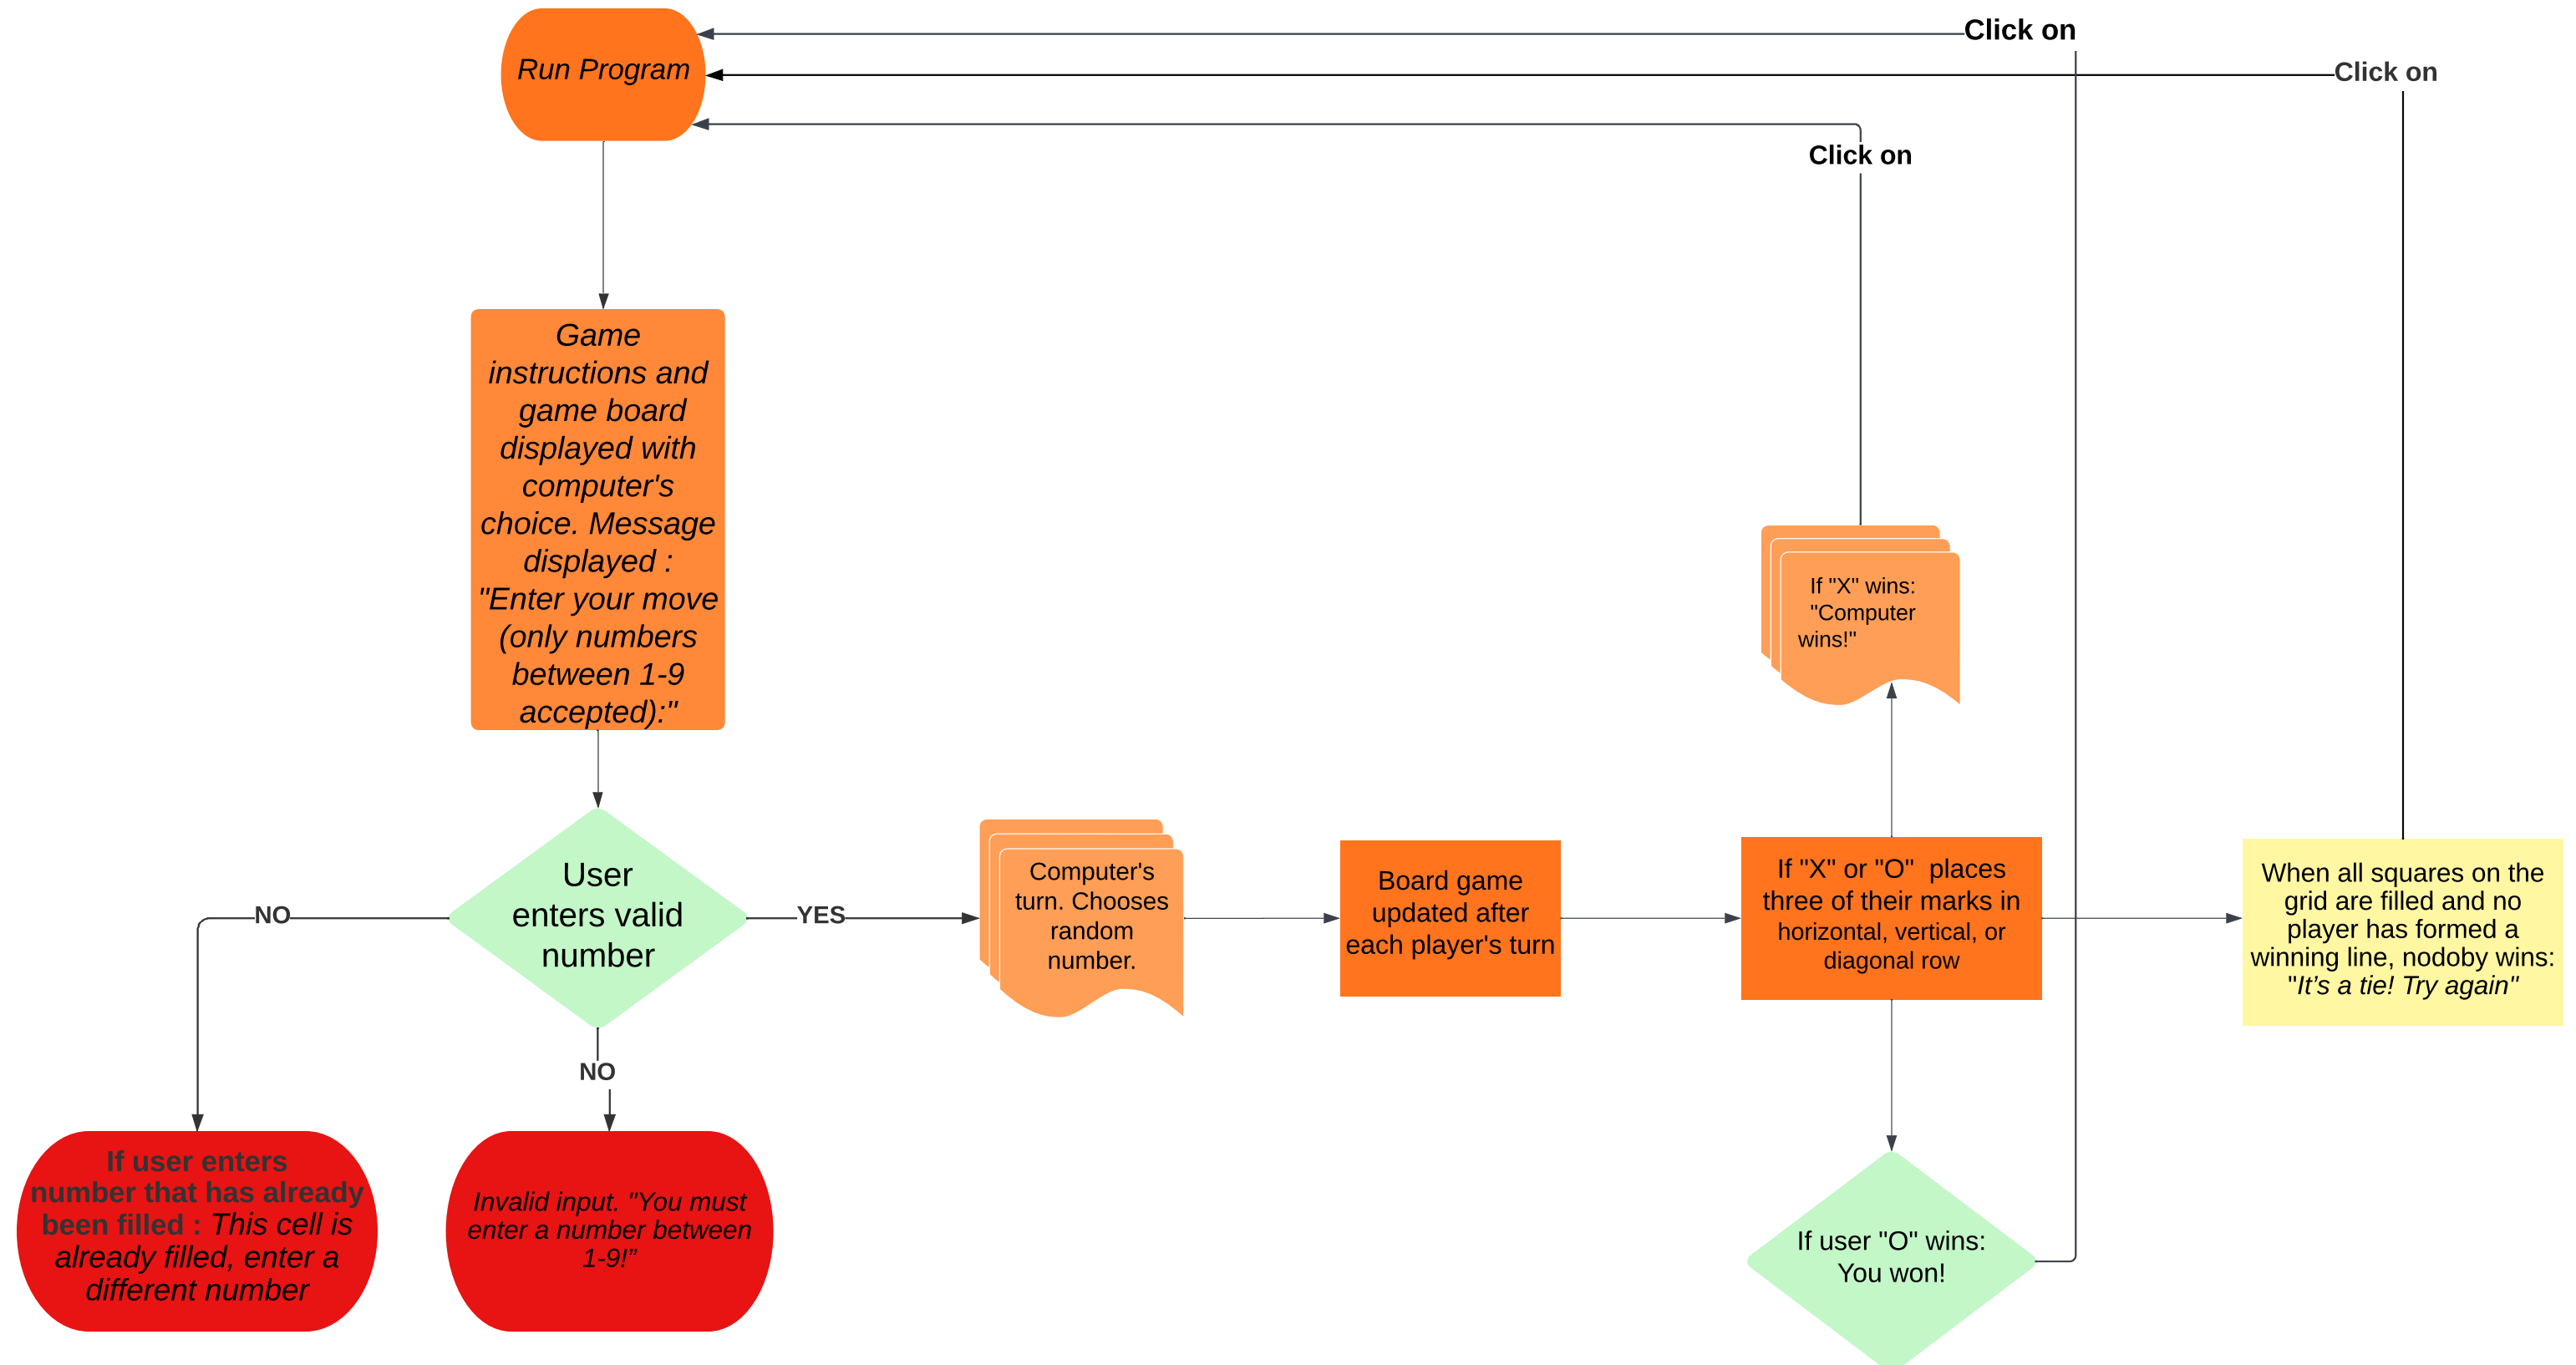 Click on
Run Program
Click on
Click on
Game
instructions and
game board
displayed with
computer's
choice. Message
displayed :
"Enter your move
(only numbers
between 1-9
accepted):"
If "X" wins:
"Computer
wins!"
User
enters valid
number
NO
YES
NO
Computer's
turn. Chooses
random
number.
Board game
updated after
each player's turn
If "X" or "O" places
three of their marks in
horizontal, vertical, or
diagonal row
When all squares on the
grid are filled and no
player has formed a
winning line, nodoby wins:
"It’s a tie! Try again"
If user enters
number that has already
been filled : This cell is
already filled, enter a
different number
Invalid input. "You must
enter a number between
1-9!”
If user "O" wins:
You won!